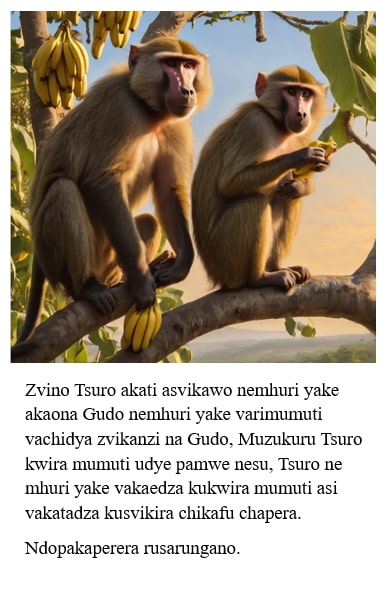 Zvino Tsuro akati asvikawo nemhuri yake
akaona Gudo nemhuri yake varimumuti
vachidya zvikanzi na Gudo, Muzukuru Tsuro
kwira mumuti udye pamwe nesu, Tsuro ne
mhuri yake vakaedza kukwira mumuti asi
vakatadza kusvikira chikafu chapera.
Ndopakaperera rusarungano.